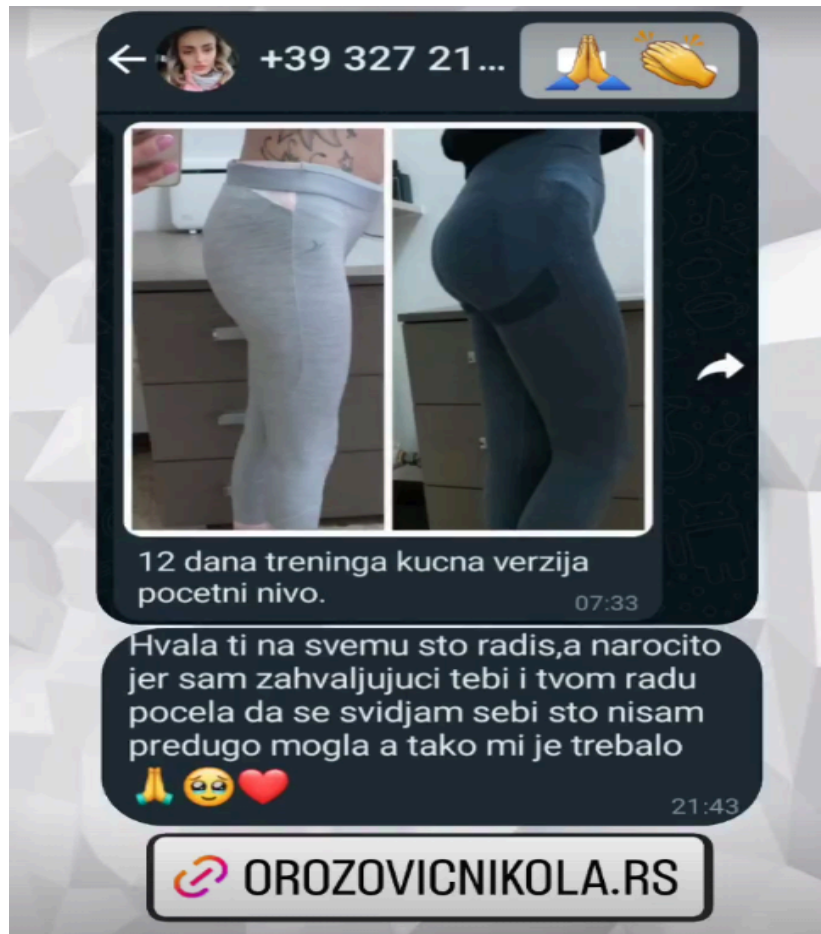 +39 327 21...
12 dana treninga kucna verzija
pocetni nivo.
07:33
Hvala ti na svemu sto radis,a narocito
jer sam zahvaljujuci tebi i tvom radu
pocela da se svidjam sebi sto nisam
predugo mogla a tako mi je trebalo
🙏🥹❤️
21:43
OROZOVICNIKOLA.RS